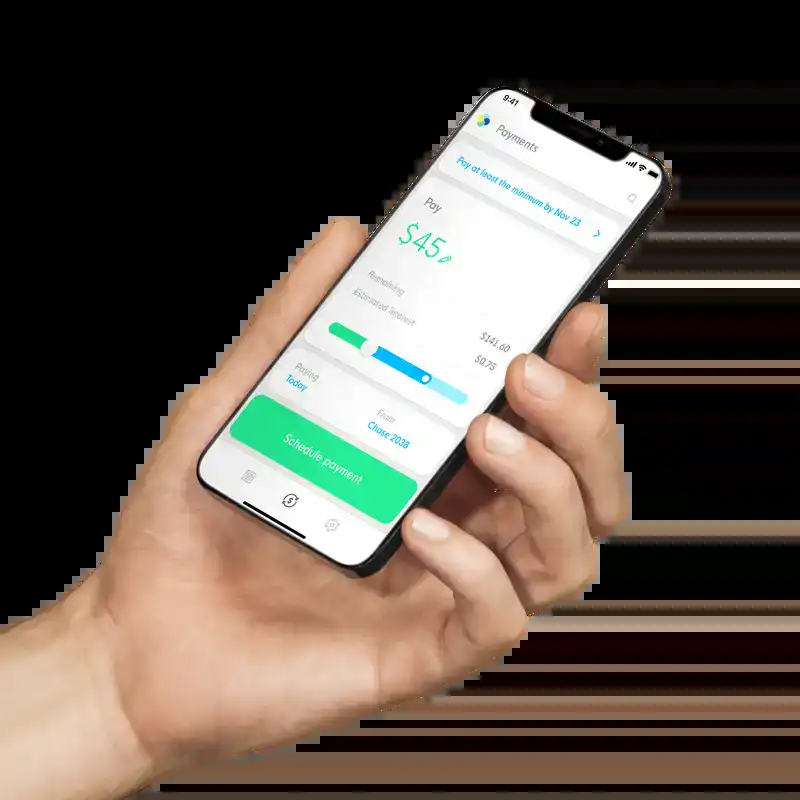 9:41
Payments
Pay at least the minimum by Nov 23
Pay
$45
Remaining
$141.60
Estimated Interest
$0.75
Paying
Today
From
Chase 2038
Schedule payment